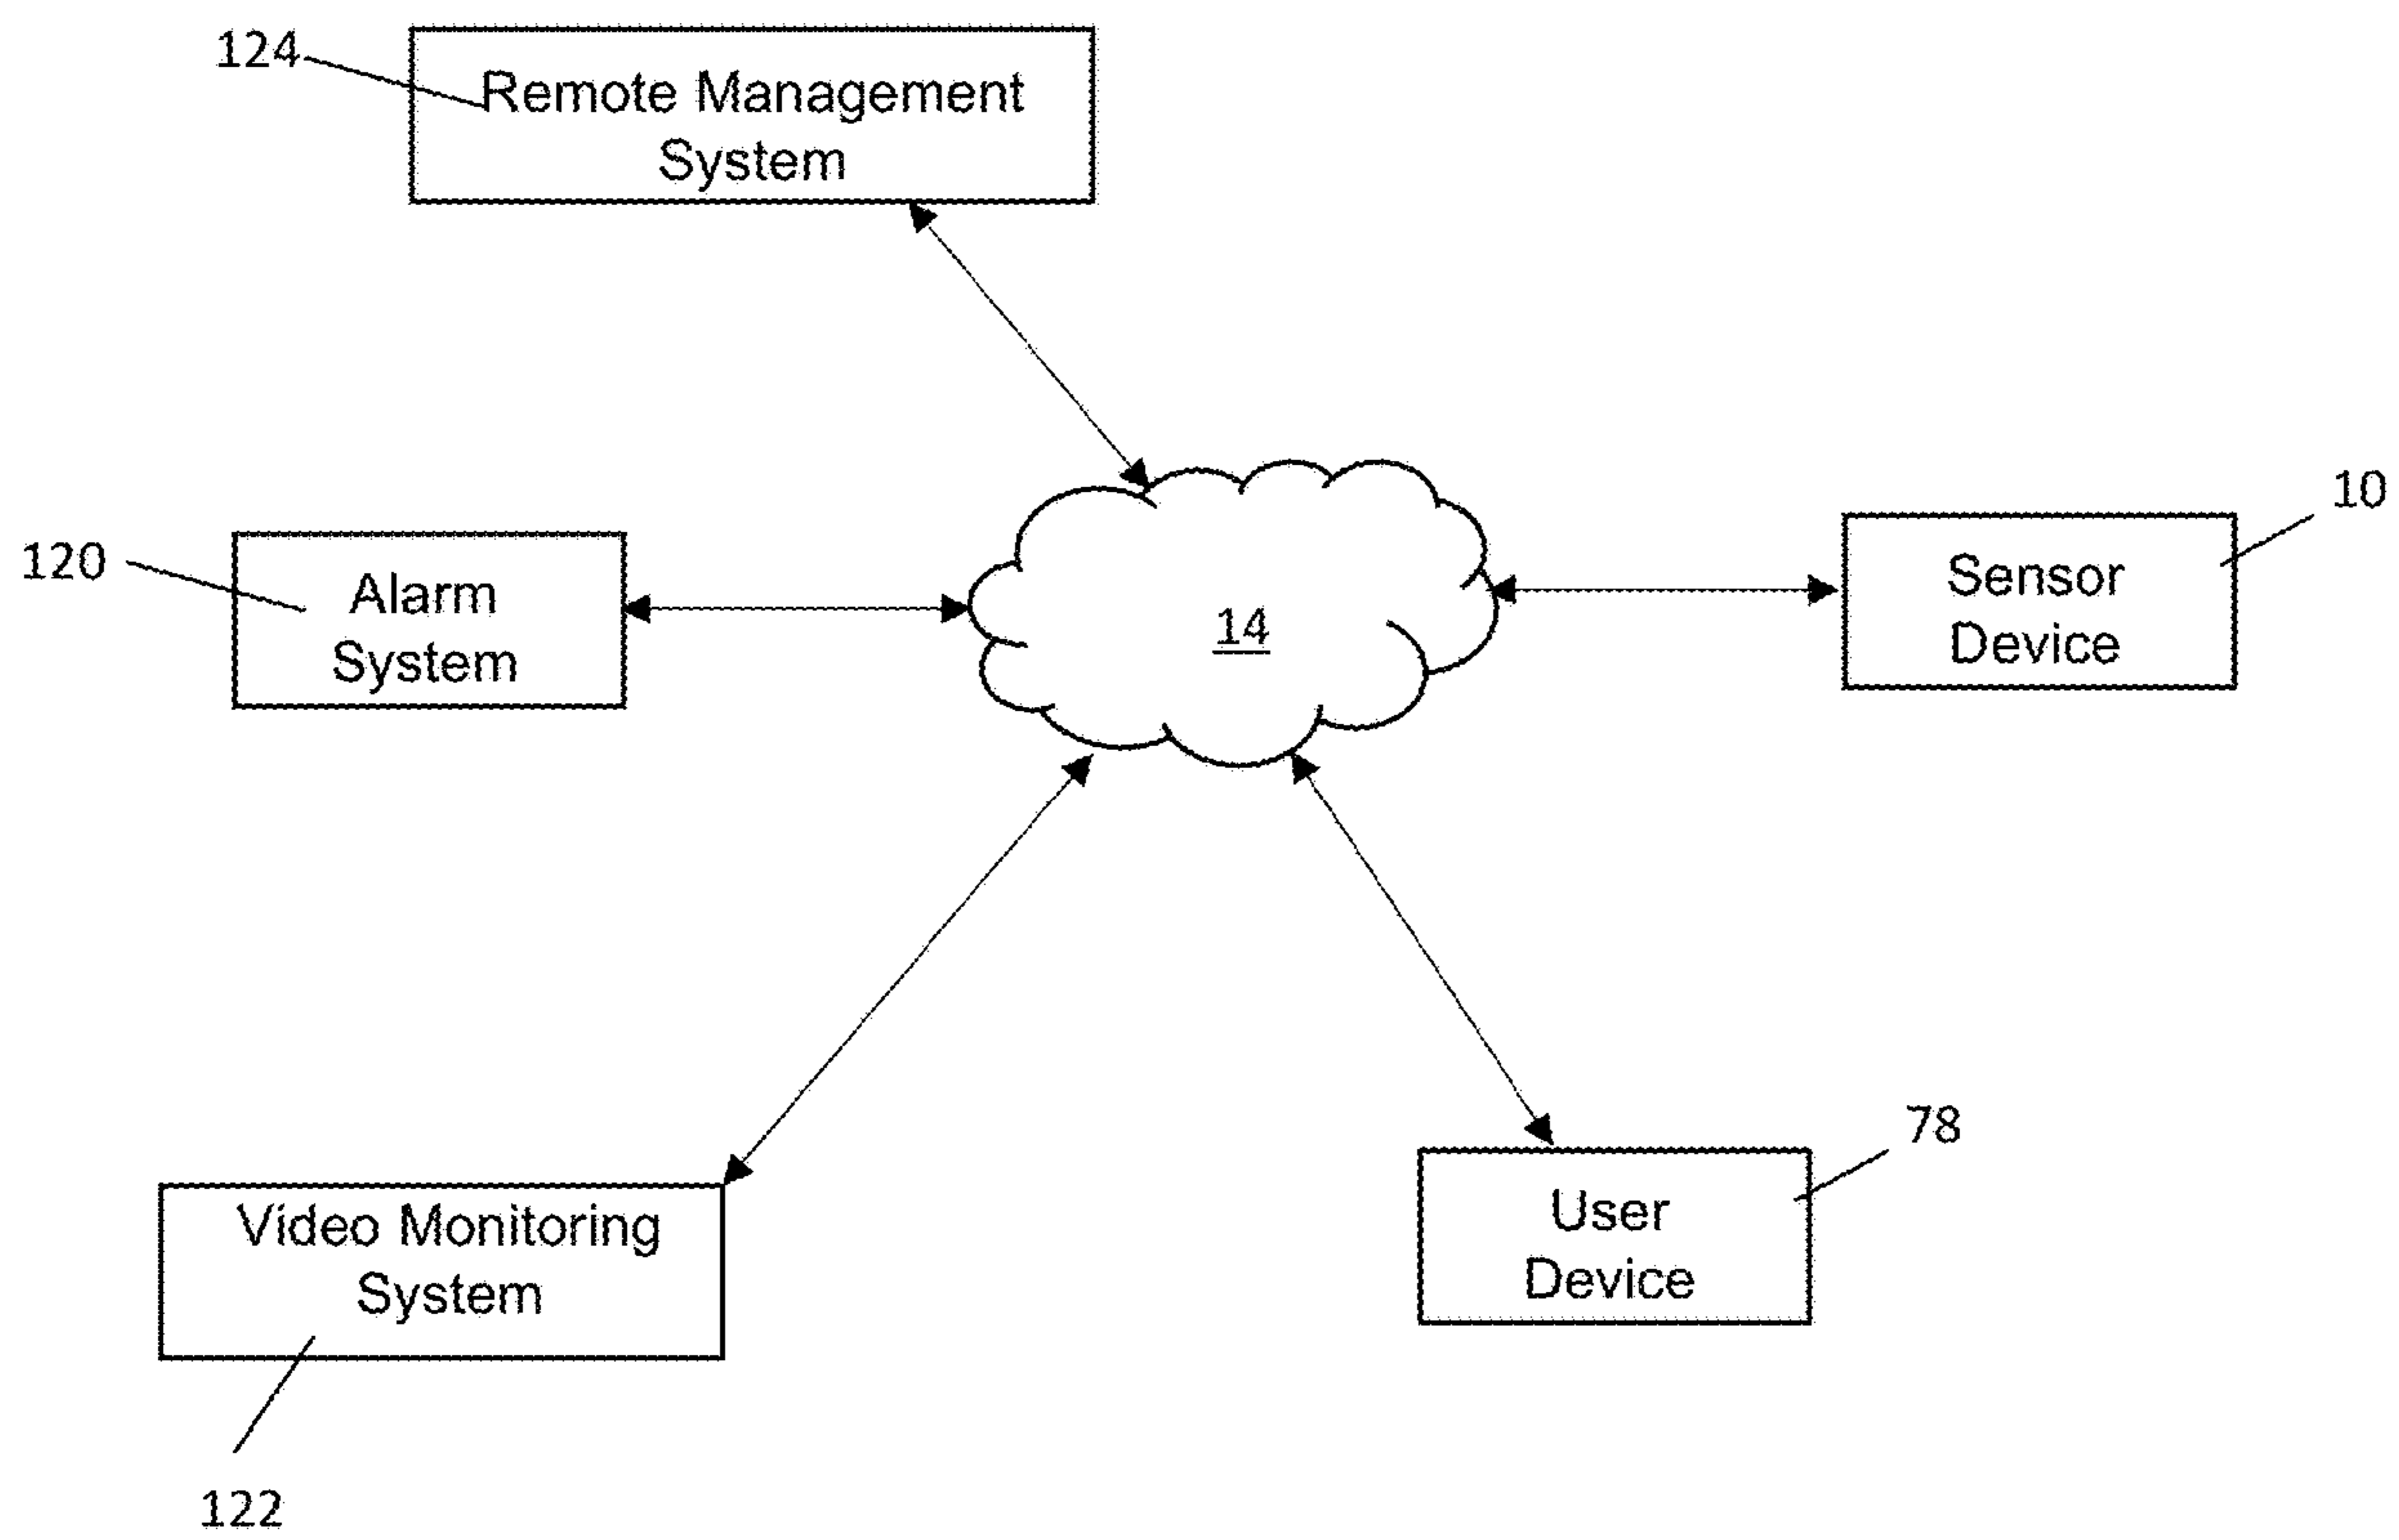 124
Remote Management
System
10
120
Alarm
System
14
Sensor
Device
78
Video Monitoring
System
User
Device
122